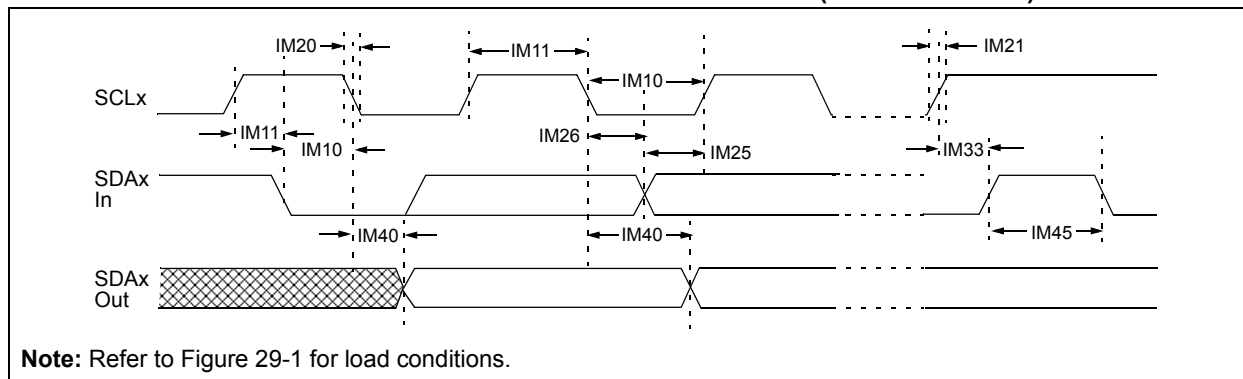 IM20
IM11
IM21
IM10
SCLx
IM11
IM26
IM10
IM25
IM33
SDAx
In
IM40
IM40
IM45
SDAx
Out
Note: Refer to Figure 29-1 for load conditions.